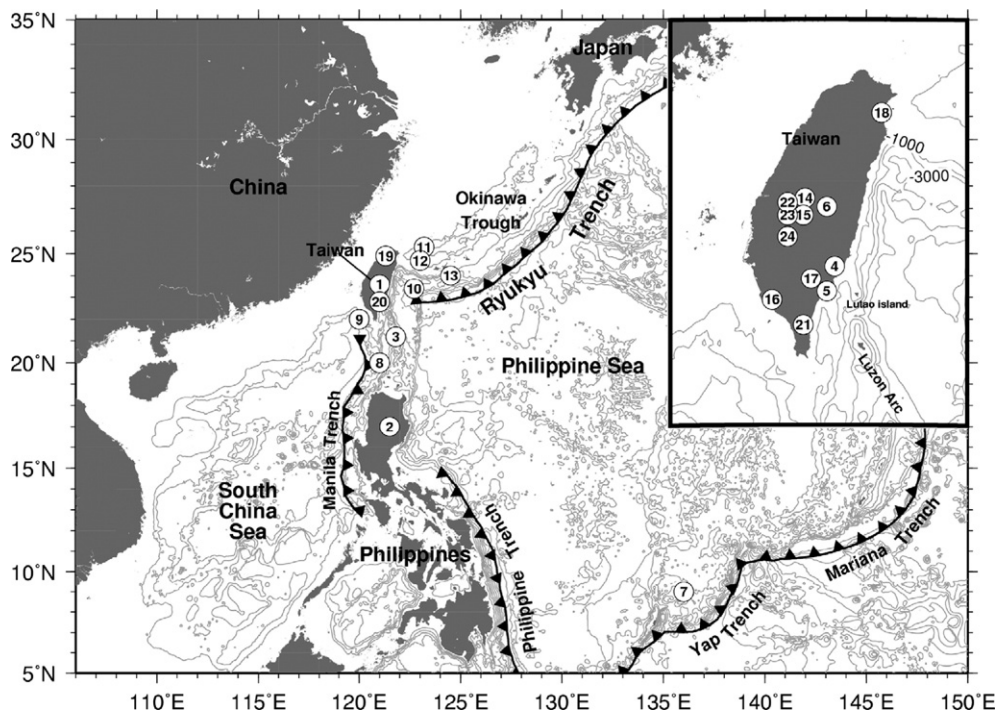 35°N
30°N
25°N
20°N
15°N
10°N
5°N
110°E
115°E
120°E
125°E
130°E
135°E
140°E
145°E
150°E
Japan
China
Okinawa
Trough
Taiwan
Ryukyu
Trench
Philippine Sea
Manila Trench
South
China
Sea
Philippines
Philippine
Trench
Yap Trench
Mariana
Trench
19
11
12
13
1
10
20
9
3
8
2
7
Taiwan
18
-1000
-3000
14
22
6
23
15
24
4
17
5
16
Lutao island
21
Luzon Arc